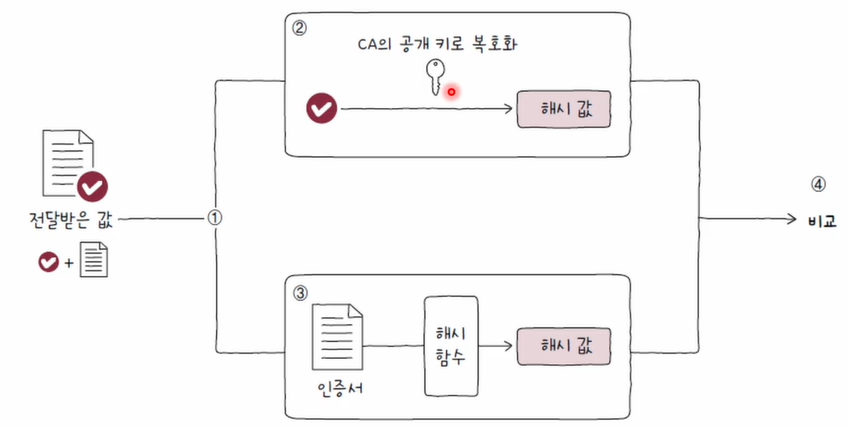 ②
CA의 공개 키로 복호화
해시 값
전달받은 값
①
+
④
비교
③
해시
함수
해시 값
인증서